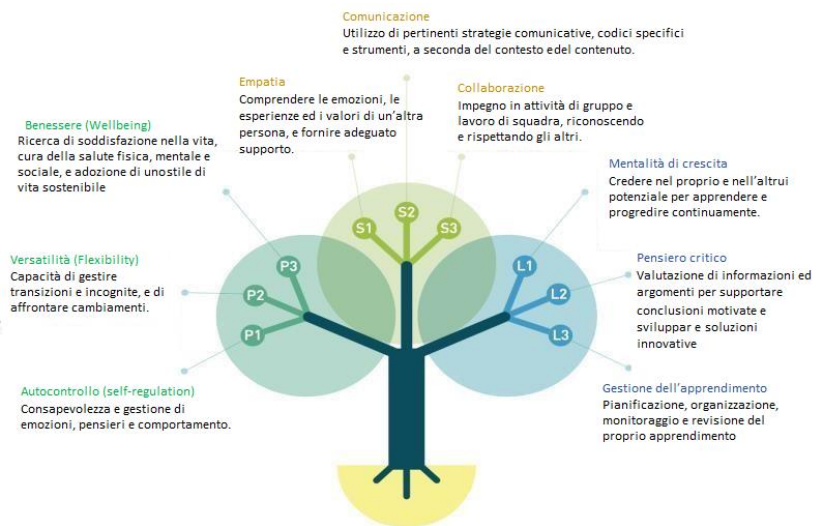 Comunicazione
Utilizzo di pertinenti strategie comunicative, codici specifici
e strumenti, a seconda del contesto edel contenuto.
Empatia
Comprendere le emozioni, le
esperienze ed i valori di un'altra
persona, e fornire adeguato
supporto.
Collaborazione
Impegno in attività di gruppo e
lavoro di squadra, riconoscendo
e rispettando gli altri.
Benessere (Wellbeing)
Ricerca di soddisfazione nella vita,
cura della salute fisica, mentale e
sociale, e adozione di unostile di
vita sostenibile
Mentalità di crescita
Credere nel proprio e nell'altrui
potenziale per apprendere e
progredire continuamente.
Versatilità (Flexibility)
Capacità di gestire
transizioni e incognite, e di
affrontare cambiamenti.
Pensiero critico
Valutazione di informazioni ed
argomenti per supportare
conclusioni motivate e
sviluppar e soluzioni
innovative
Autocontrollo (self-regulation)
Consapevolezza e gestione di
emozioni, pensieri e comportamento.
Gestione dell'apprendimento
Pianificazione, organizzazione,
monitoraggio e revisione del
proprio apprendimento
S1
S2
S3
P3
P2
P1
L1
L2
L3